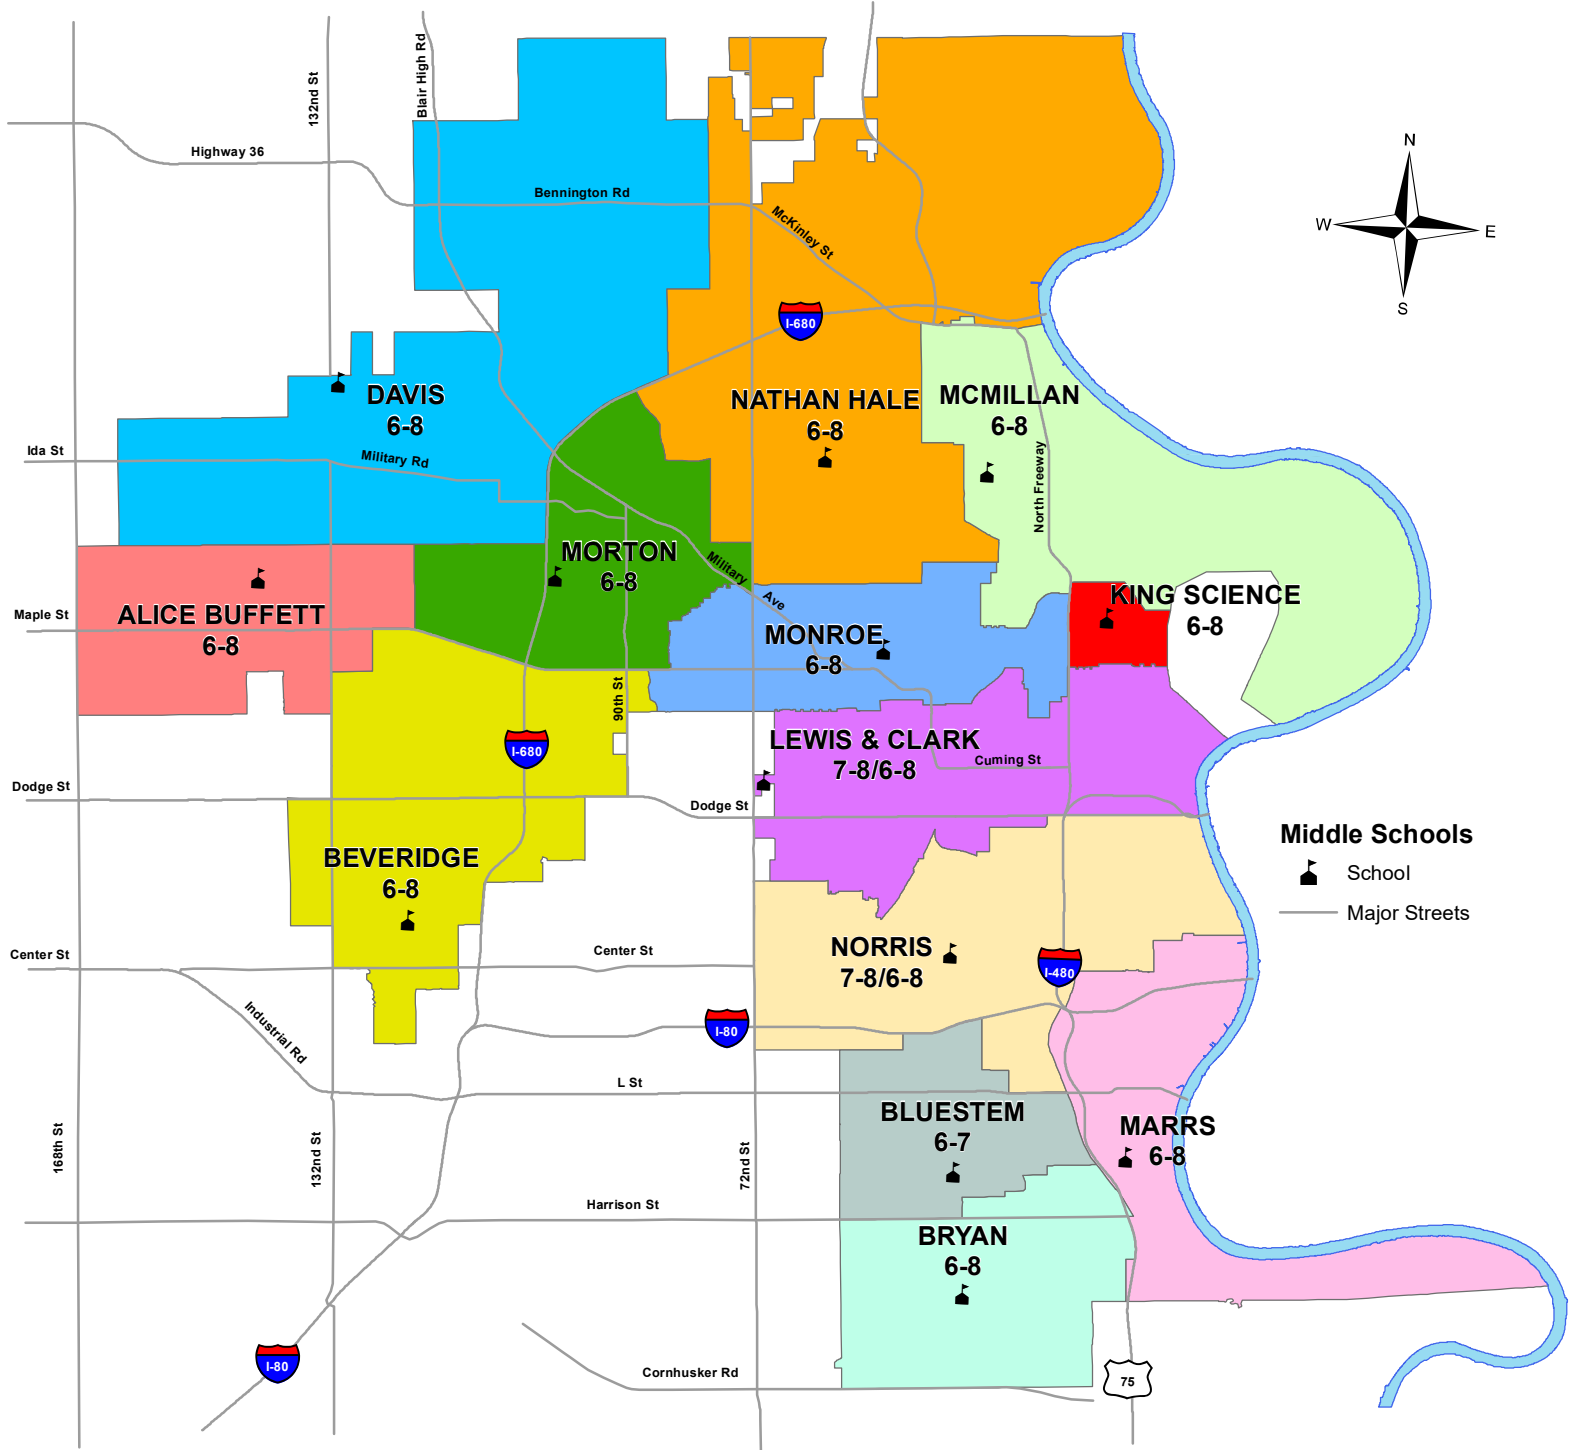 132nd St
Blair High Rd
Highway 36
Bennington Rd
McKinley St
N
W
E
S
I-680
DAVIS
6-8
NATHAN HALE
6-8
MCMILLAN
6-8
Ida St
Military Rd
North Freeway
MORTON
6-8
Military
Ave
KING SCIENCE
6-8
Maple St
ALICE BUFFETT
6-8
MONROE
6-8
90th St
I-680
LEWIS & CLARK
7-8/6-8
Cuming St
Dodge St
Dodge St
Middle Schools
School
Major Streets
BEVERIDGE
6-8
Center St
Center St
NORRIS
7-8/6-8
I-480
Industrial Rd
I-80
L St
BLUESTEM
6-7
MARRS
6-8
168th St
132nd St
72nd St
Harrison St
BRYAN
6-8
I-80
Cornhusker Rd
75